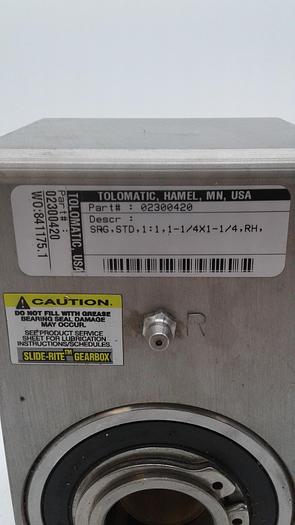 TOLOMATIC, HAMEL, MN, USA
Part# : 02300420
Descr :
SRG,STD,1:1,1-1/4X1-1/4,RH,
TOLOMATIC USA
Part# :
02300420
WO:841175.1
CAUTION.
DO NOT FILL WITH GREASE
BEARING SEAL DAMAGE
MAY OCCUR.
SEE PRODUCT SERVICE
SHEET FOR LUBRICATION
INSTRUCTIONS/SCHEDULES.
SLIDE-RITE™ GEARBOX
R